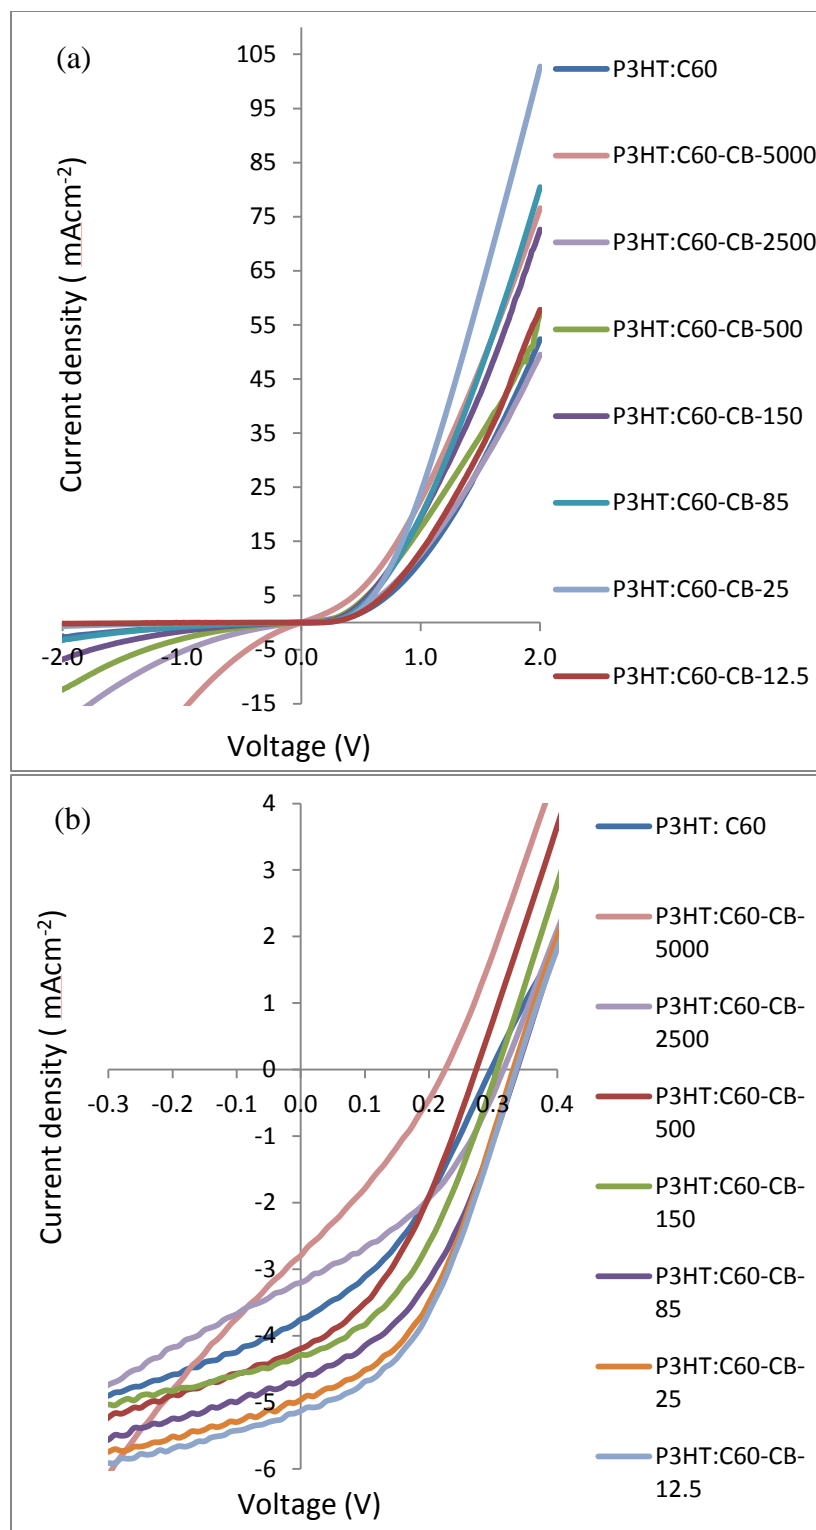 (a)
105
95
85
75
65
55
45
35
25
15
5
-5
-15
-2.0
-1.0
0.0
1.0
2.0
Current density ( mAcm-2)
Voltage (V)
P3HT:C60
P3HT:C60-CB-5000
P3HT:C60-CB-2500
P3HT:C60-CB-500
P3HT:C60-CB-150
P3HT:C60-CB-85
P3HT:C60-CB-25
P3HT:C60-CB-12.5
(b)
4
3
2
1
0
-1
-2
-3
-4
-5
-6
-0.3
-0.2
-0.1
0.0
0.1
0.2
0.3
0.4
Current density ( mAcm-2)
Voltage (V)
P3HT: C60
P3HT:C60-CB-
5000
P3HT:C60-CB-
2500
P3HT:C60-CB-
500
P3HT:C60-CB-
150
P3HT:C60-CB-
85
P3HT:C60-CB-
25
P3HT:C60-CB-
12.5